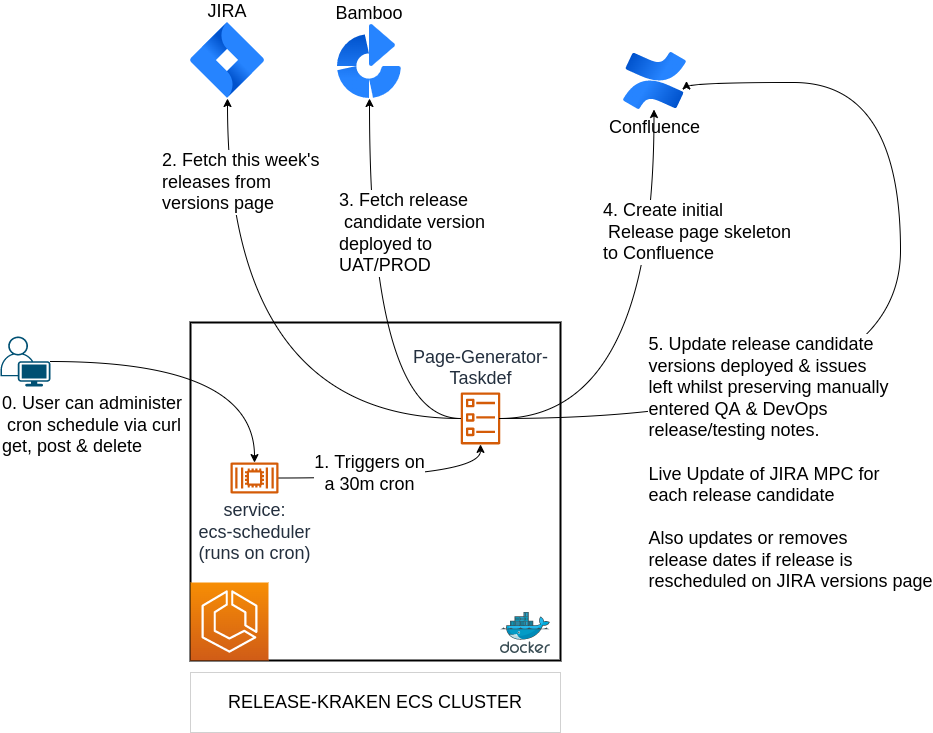 JIRA
Bamboo
Confluence
2. Fetch this week's
releases from
versions page
3. Fetch release
candidate version
deployed to
UAT/PROD
4. Create initial
Release page skeleton
to Confluence
0. User can administer
cron schedule via curl
get, post & delete
Page-Generator-
Taskdef
1. Triggers on
a 30m cron
service:
ecs-scheduler
(runs on cron)
5. Update release candidate
versions deployed & issues
left whilst preserving manually
entered QA & DevOps
release/testing notes.
Live Update of JIRA MPC for
each release candidate
Also updates or removes
release dates if release is
rescheduled on JIRA versions page
docker
RELEASE-KRAKEN ECS CLUSTER